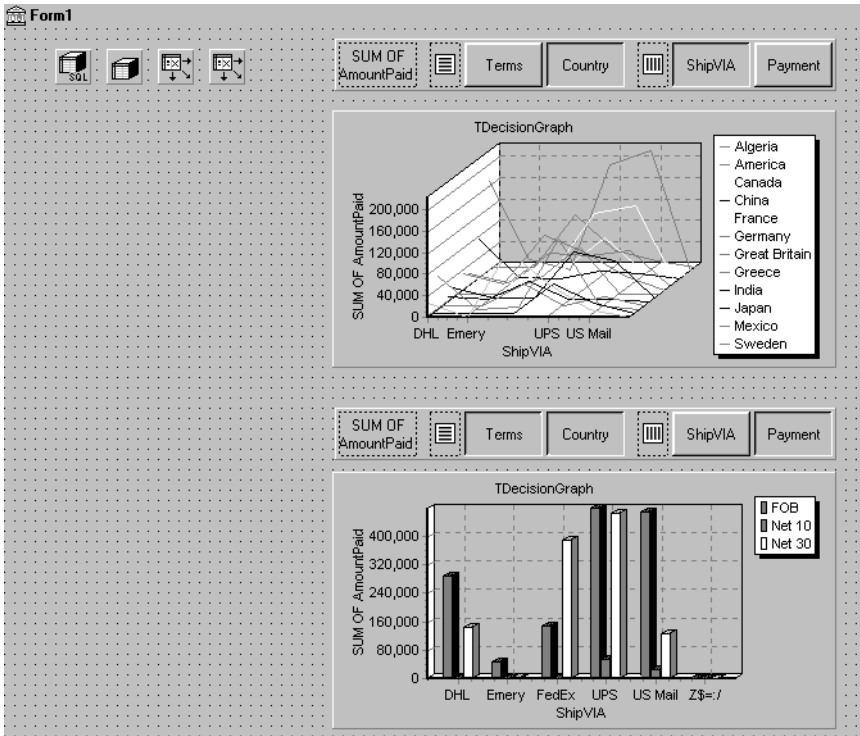 Form1
SQL
SUM OF
AmountPaid
Terms
Country
ShipVIA
Payment
TDecisionGraph
SUM OF AmountPaid
200,000
160,000
120,000
80,000
40,000
0
DHL Emery UPS US Mail
ShipVIA
Algeria
America
Canada
China
France
Germany
Great Britain
Greece
India
Japan
Mexico
Sweden
SUM OF
AmountPaid
Terms
Country
ShipVIA
Payment
TDecisionGraph
SUM OF AmountPaid
400,000
320,000
240,000
160,000
80,000
0
DHL Emery FedEx UPS US Mail Z$=:/
ShipVIA
FOB
Net 10
Net 30